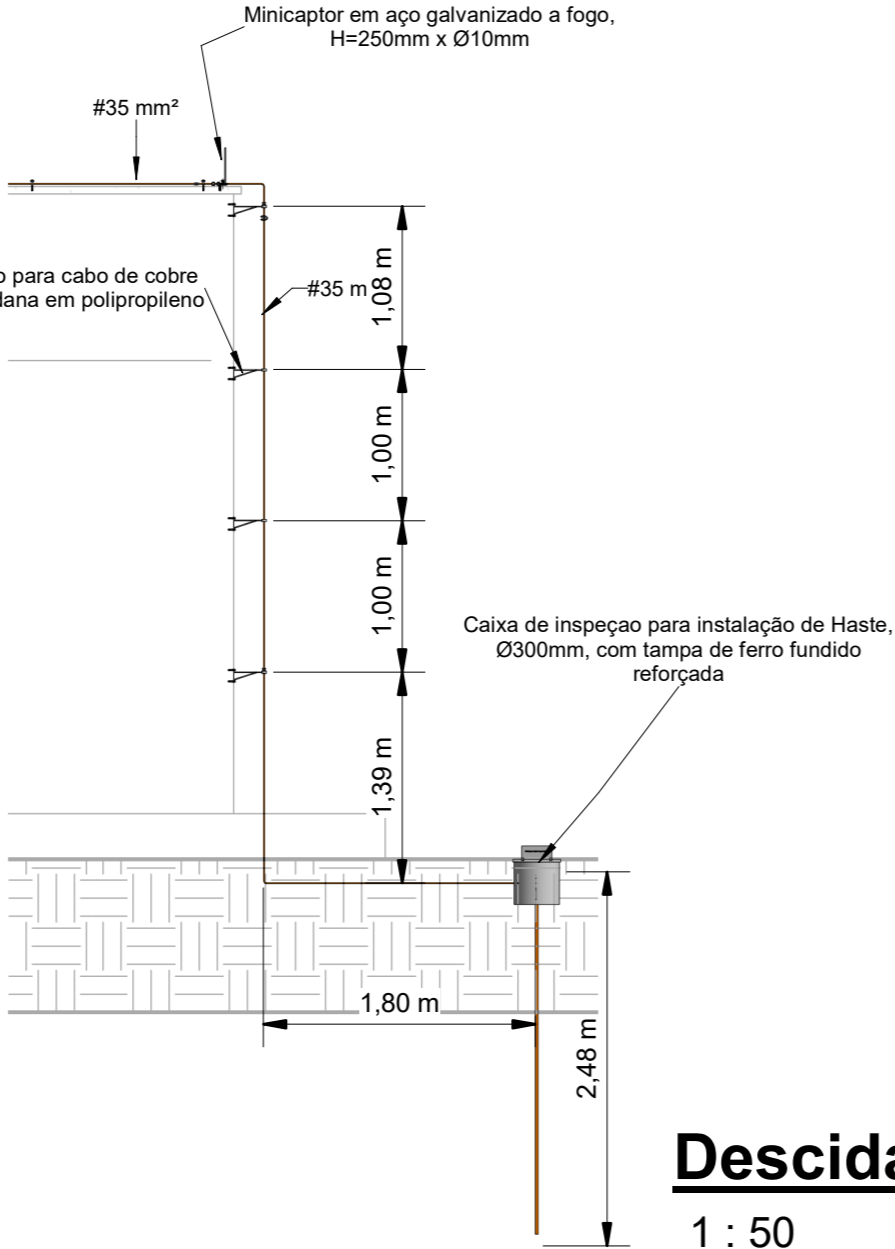 Minicaptor em aço galvanizado a fogo,
H=250mm x Ø10mm
#35 mm²
o para cabo de cobre
dana em polipropileno
#35 m
1,08 m
1,00 m
1,00 m
Caixa de inspeçao para instalação de Haste,
Ø300mm, com tampa de ferro fundido
reforçada
1,39 m
1,80 m
2,48 m
Descida
1 : 50